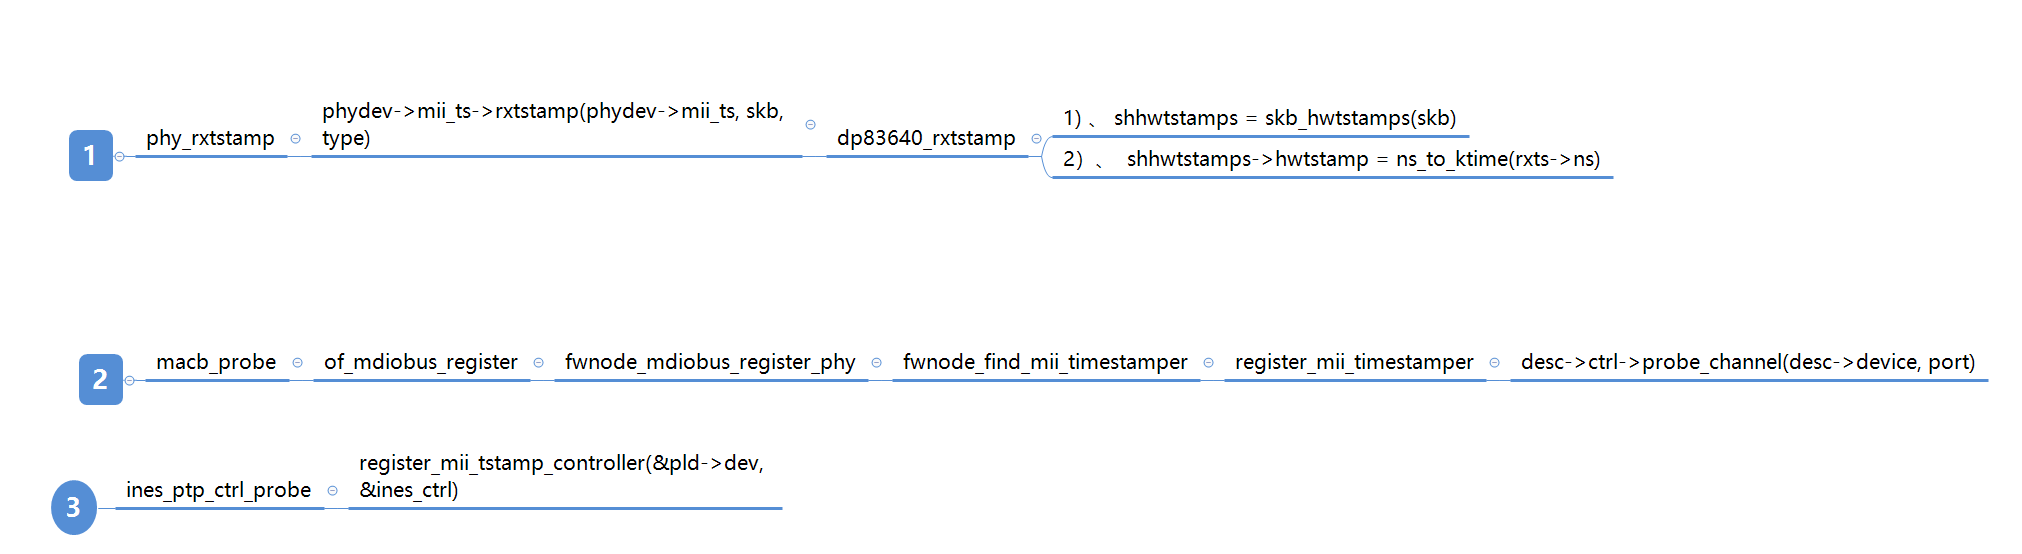 1
phy_rxtstamp
phydev->mii_ts->rxtstamp(phydev->mii_ts, skb,
type)
dp83640_rxtstamp
1) 、 shhwtstamps = skb_hwtstamps(skb)
2) 、 shhwtstamps->hwtstamp = ns_to_ktime(rxts->ns)
2
macb_probe
of_mdiobus_register
fwnode_mdiobus_register_phy
fwnode_find_mii_timestamper
register_mii_timestamper
desc->ctrl->probe_channel(desc->device, port)
3
ines_ptp_ctrl_probe
register_mii_tstamp_controller(&pld->dev,
&ines_ctrl)